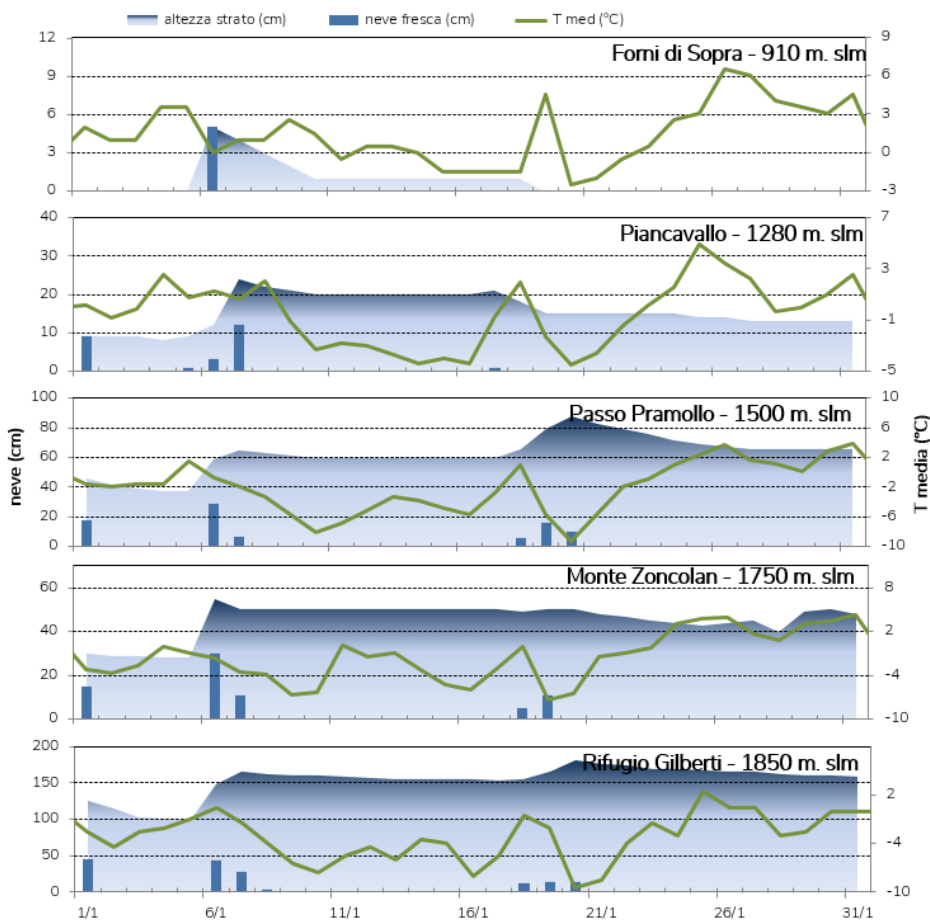 altezza strato (cm) neve fresca (cm) T med (°C)
Forni di Sopra - 910 m. slm
12 9
9 6
6 3
3 0
0 -3
Piancavallo - 1280 m. slm
40 7
30 3
20 -1
10
0 -5
Passo Pramollo - 1500 m. slm
100 10
80 6
60 2
40 -2
20 -6
0 -10
Monte Zoncolan - 1750 m. slm
60 8
40 2
20 -4
0 -10
Rifugio Gilberti - 1850 m. slm
200
150 2
100 -4
50
0 -10
1/1 6/1 11/1 16/1 21/1 26/1 31/1
neve (cm)
T media (°C)